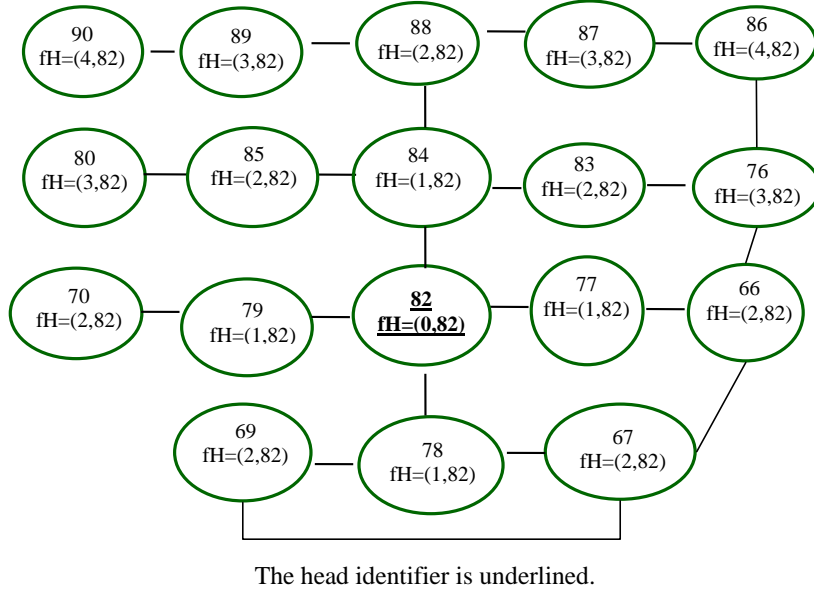 90
fH=(4,82)
89
fH=(3,82)
88
fH=(2,82)
87
fH=(3,82)
86
fH=(4,82)
80
fH=(3,82)
85
fH=(2,82)
84
fH=(1,82)
83
fH=(2,82)
76
fH=(3,82)
70
fH=(2,82)
79
fH=(1,82)
82
fH=(0,82)
77
fH=(1,82)
66
fH=(2,82)
69
fH=(2,82)
78
fH=(1,82)
67
fH=(2,82)
The head identifier is underlined.